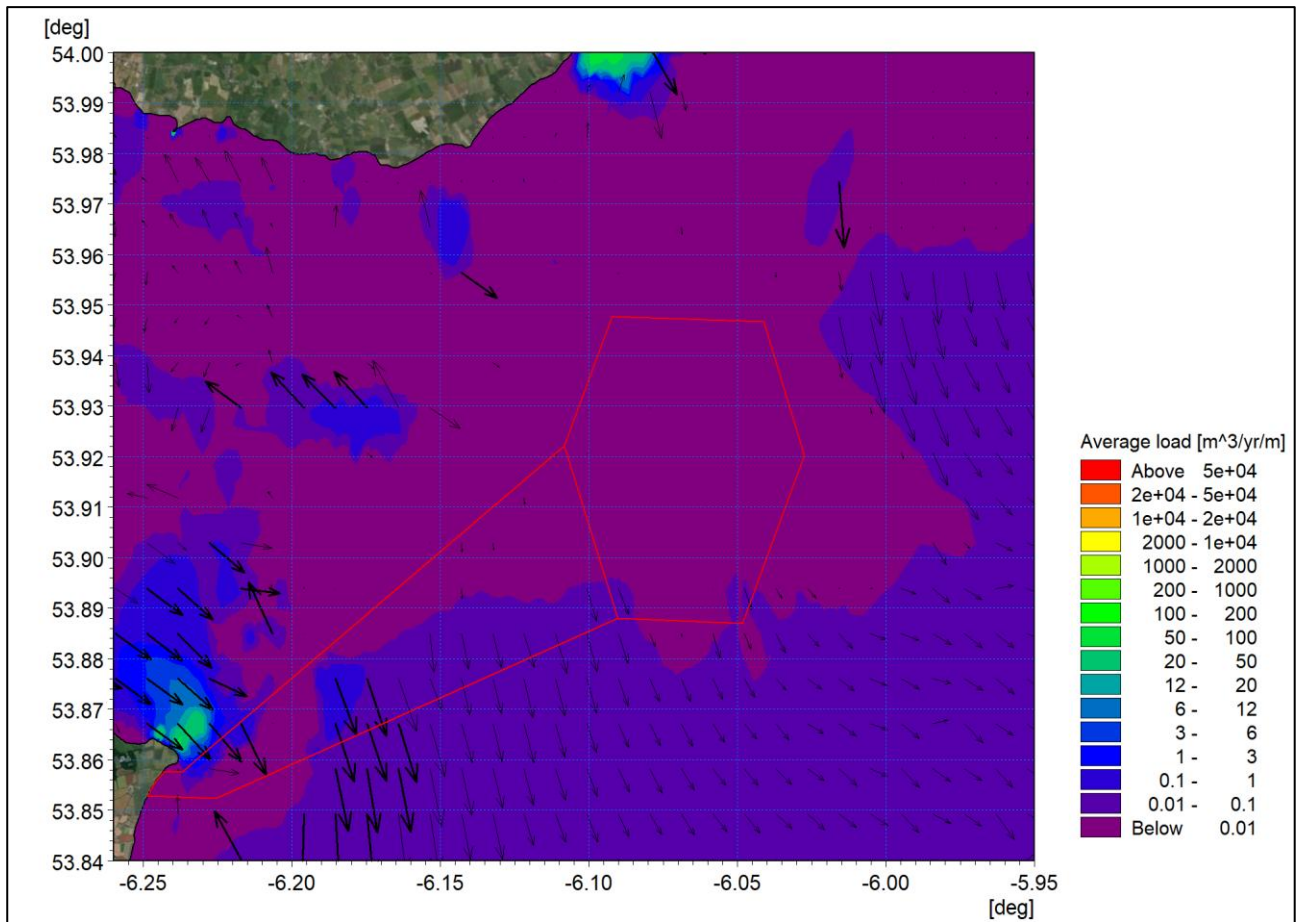 [deg]
54.00
53.99
53.98
53.97
53.96
53.95
53.94
53.93
53.92
53.91
53.90
53.89
53.88
53.87
53.86
53.85
53.84
-6.25 -6.20 -6.15 -6.10 -6.05 -6.00 -5.95
[deg]
Average load [m^3/yr/m]
Above 5e+04
2e+04 - 5e+04
1e+04 - 2e+04
2000 - 1e+04
1000 - 2000
200 - 1000
100 - 200
50 - 100
20 - 50
12 - 20
6 - 12
3 - 6
1 - 3
0.1 - 1
0.01 - 0.1
Below 0.01